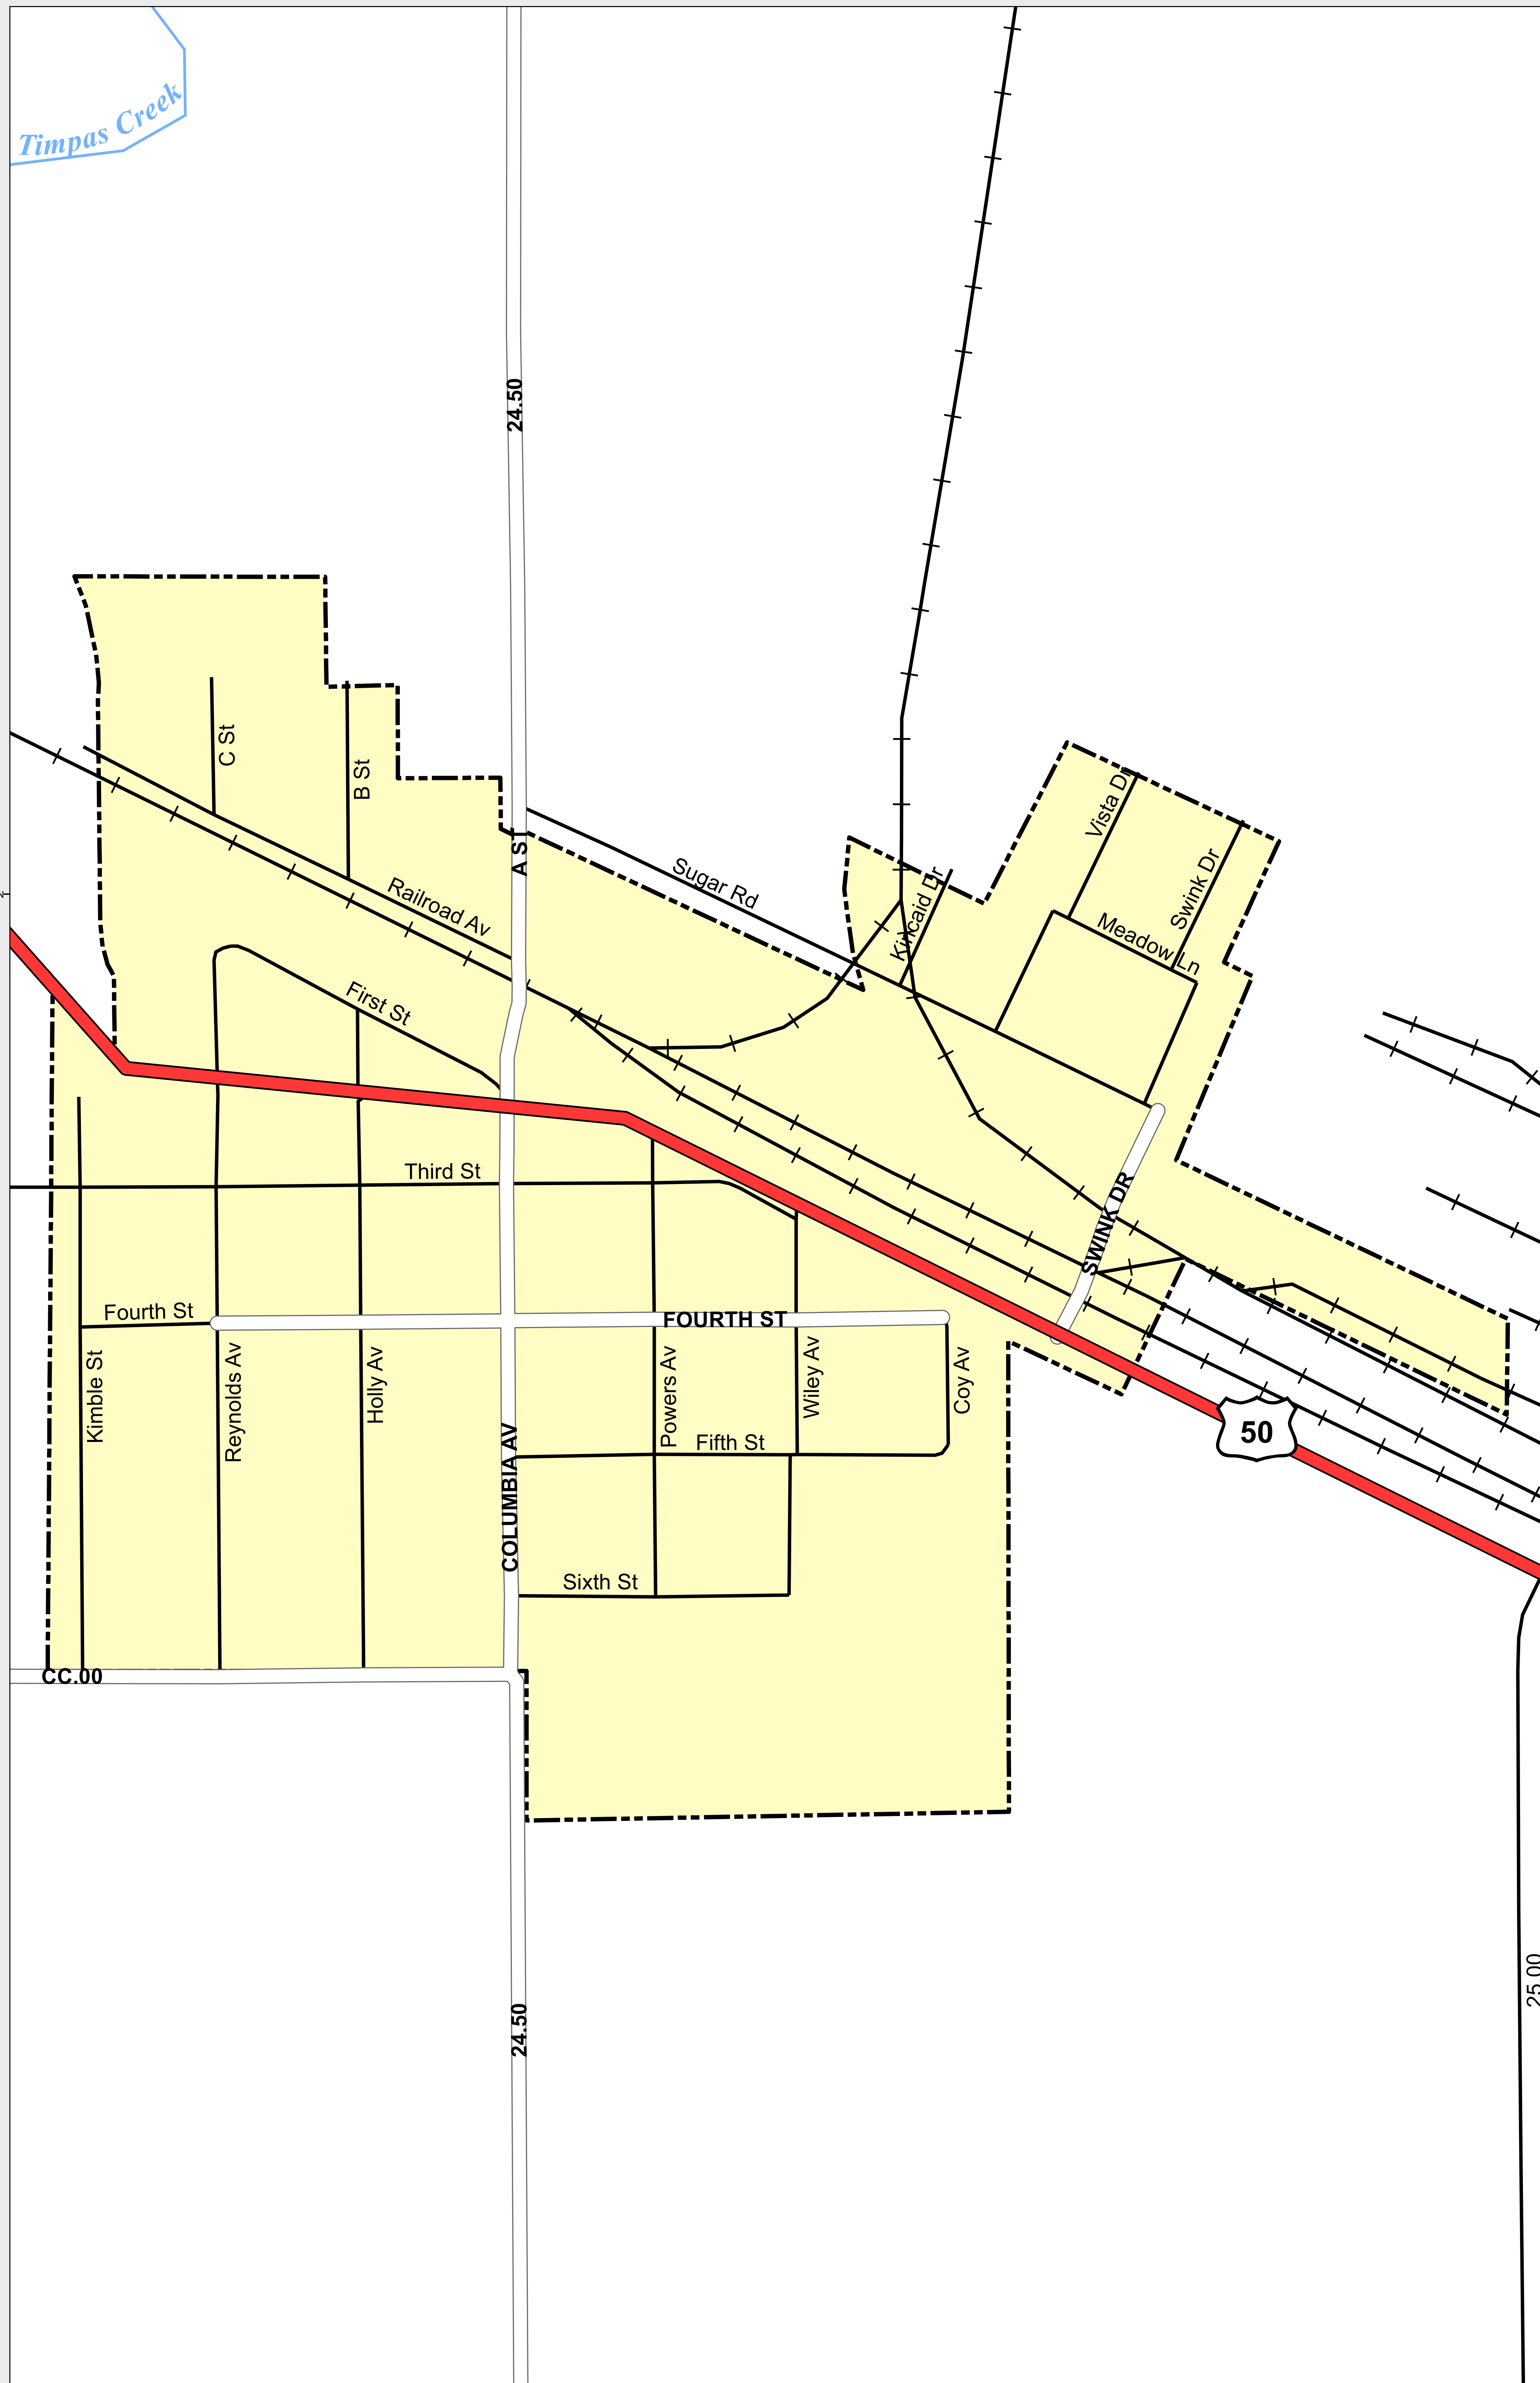 Timpas Creek
24.50
C St
B St
A ST
Railroad Av
Sugar Rd
Kincaid Dr
Vista Dr
Swink Dr
Meadow Ln
First St
Third St
SWINK DR
Fourth St
FOURTH ST
Kimble St
Reynolds Av
Holly Av
COLUMBIA AV
Powers Av
Wiley Av
Coy Av
Fifth St
50
Sixth St
CC.00
24.50
25.00